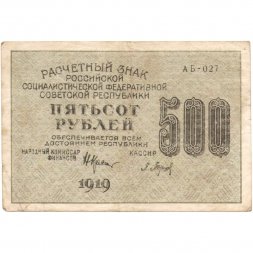 РАСЧЕТНЫЙ ЗНАК
РОССИЙСКОЙ
СОЦИАЛИСТИЧЕСКОЙ ФЕДЕРАТИВНОЙ
СОВЕТСКОЙ РЕСПУБЛИКИ
АБ-027
ПЯТЬСОТ
РУБЛЕЙ
500
ОБЕСПЕЧИВАЕТСЯ ВСЕМ
ДОСТОЯНИЕМ РЕСПУБЛИКИ
НАРОДНЫЙ КОМИССАР
ФИНАНСОВ
КАССИР
1919